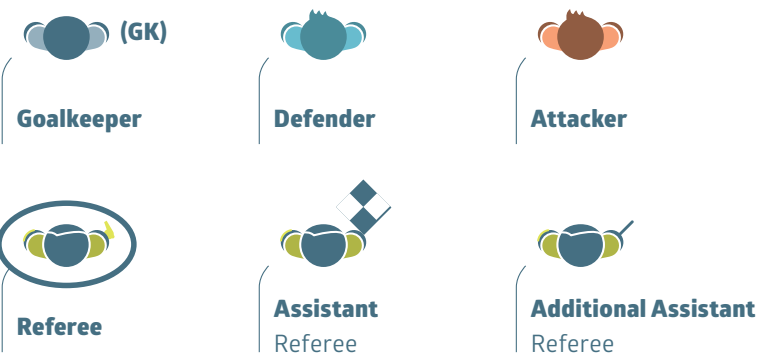 (GK)
Goalkeeper
Defender
Attacker
Referee
Assistant
Referee
Additional Assistant
Referee